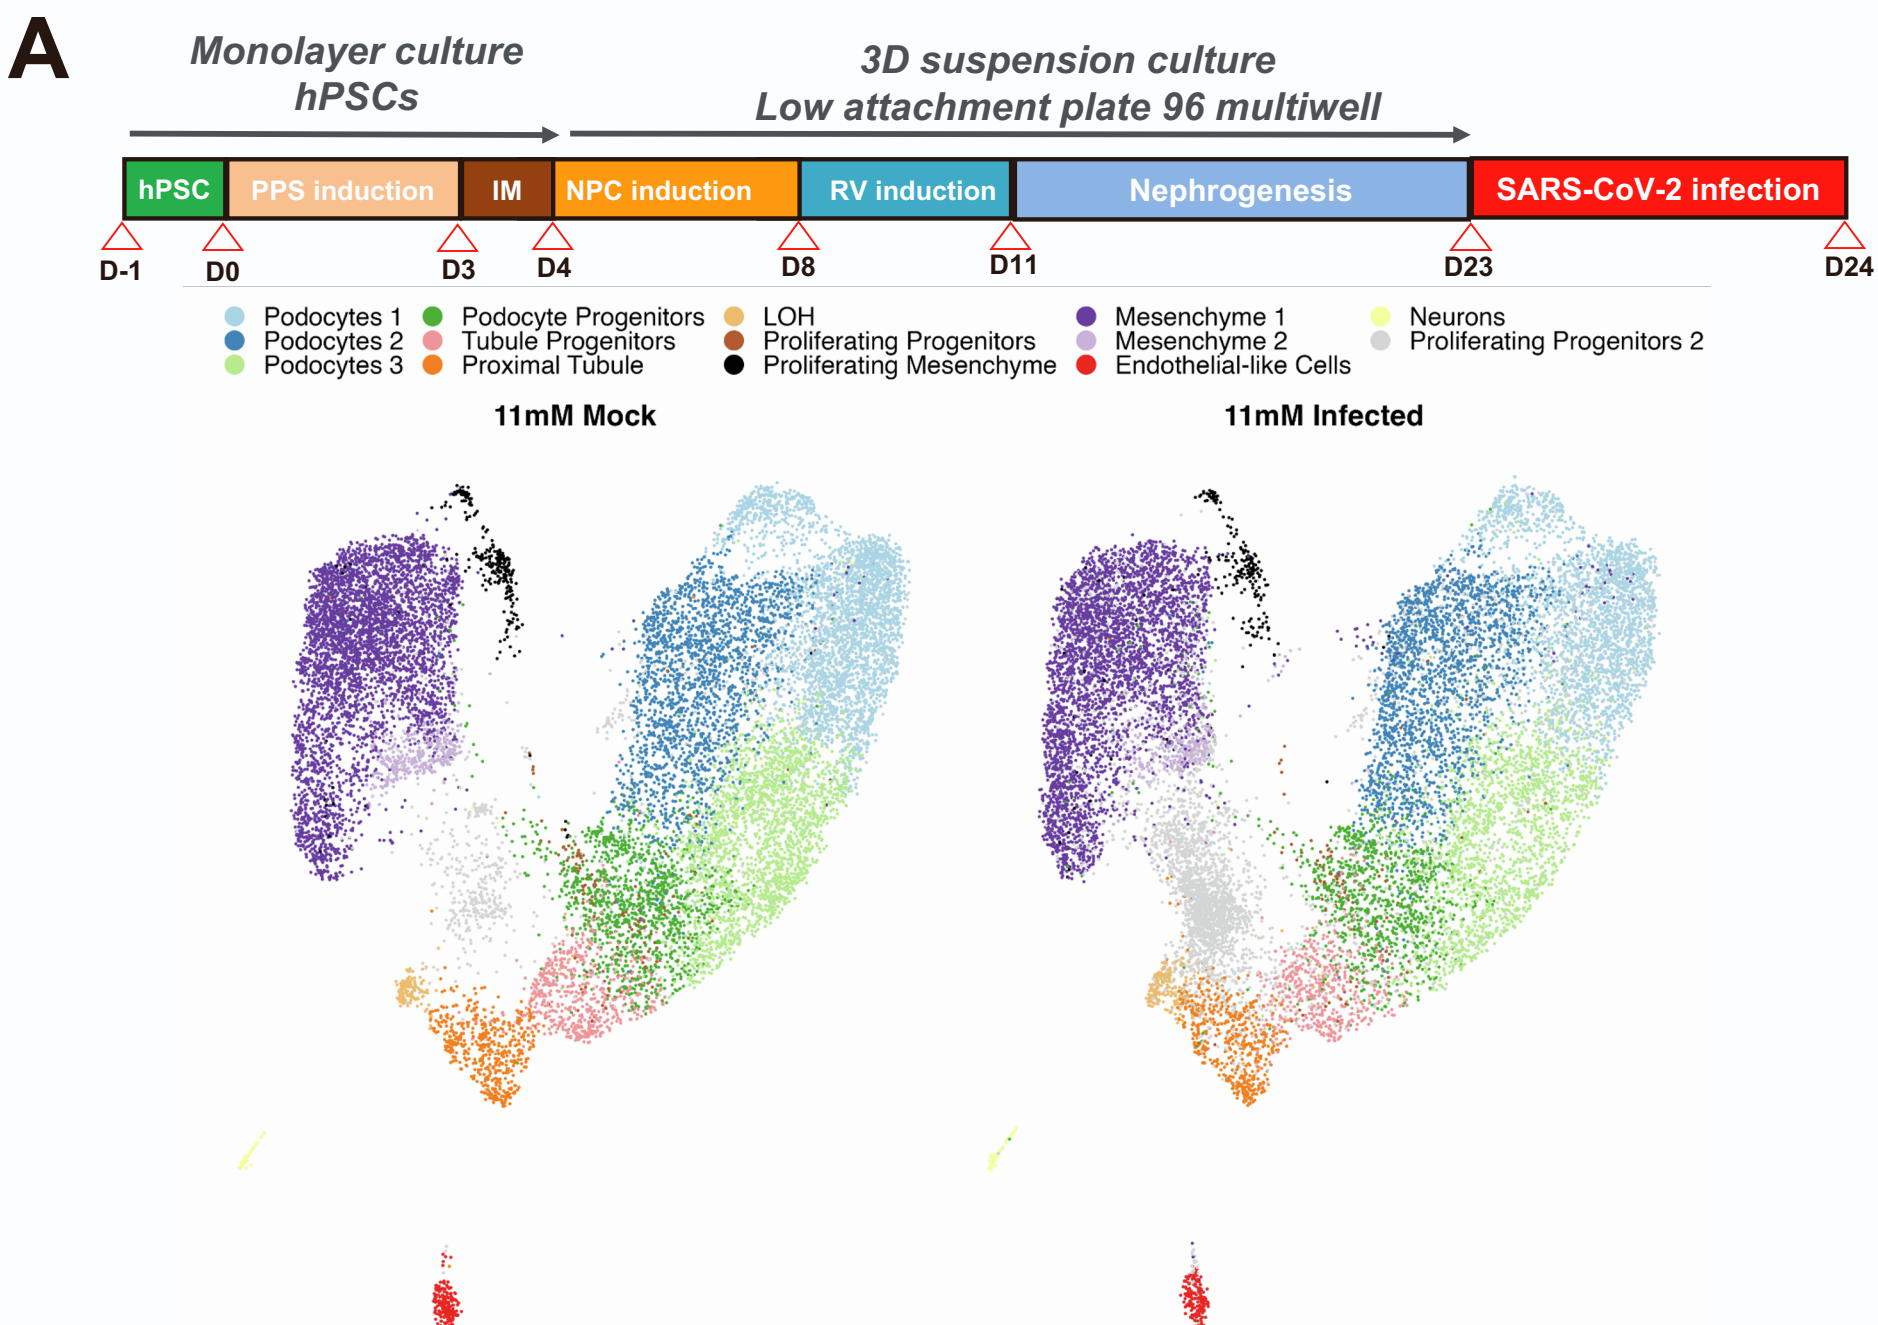 A
Monolayer culture
hPSCs
3D suspension culture
Low attachment plate 96 multiwell
hPSC PPS induction IM NPC induction RV induction Nephrogenesis SARS-CoV-2 infection
D-1 D0 D3 D4 D8 D11 D23 D24
Podocytes 1 Podocyte Progenitors LOH Mesenchyme 1 Neurons
Podocytes 2 Tubule Progenitors Proliferating Progenitors Mesenchyme 2 Proliferating Progenitors 2
Podocytes 3 Proximal Tubule Proliferating Mesenchyme Endothelial-like Cells
11mM Mock 11mM Infected